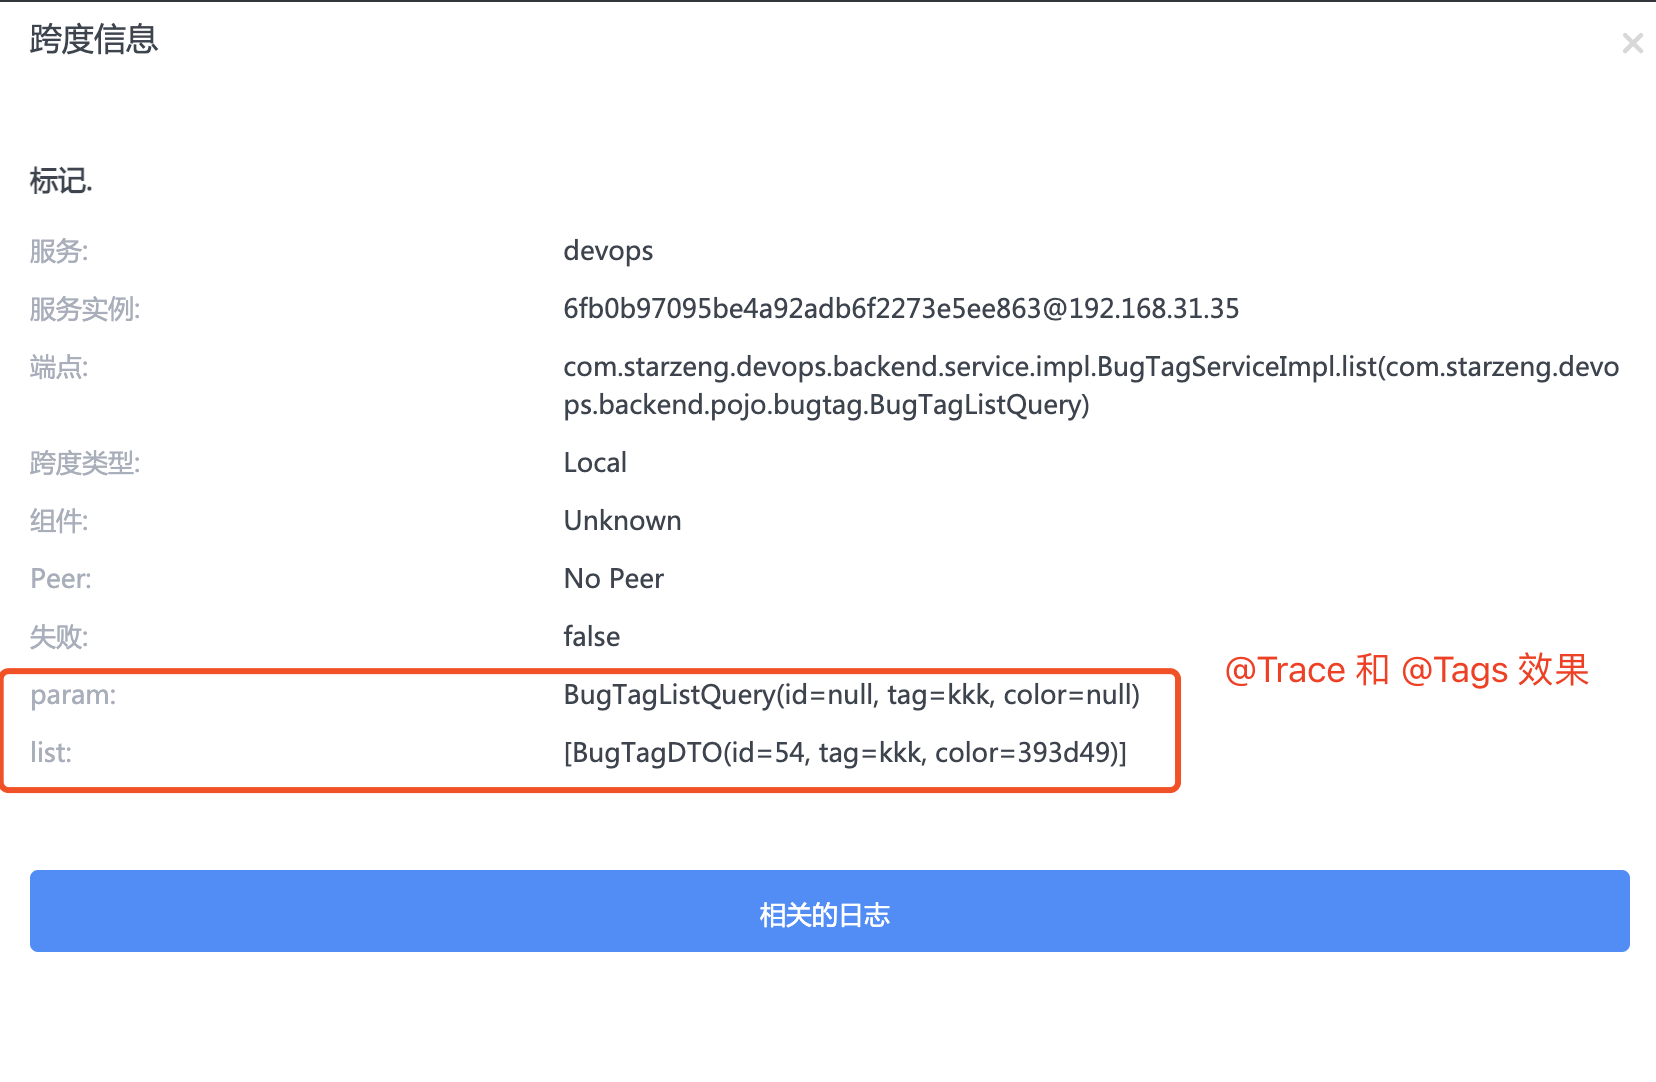 跨度信息
标记.
服务: devops
服务实例: 6fb0b97095be4a92adb6f2273e5ee863@192.168.31.35
端点: com.starzeng.devops.backend.service.impl.BugTagServiceImpl.list(com.starzeng.devo
ps.backend.pojo.bugtag.BugTagListQuery)
跨度类型: Local
组件: Unknown
Peer: No Peer
失败: false
@Trace 和 @Tags 效果
param: BugTagListQuery(id=null, tag=kkk, color=null)
list: [BugTagDTO(id=54, tag=kkk, color=393d49)]
相关的日志